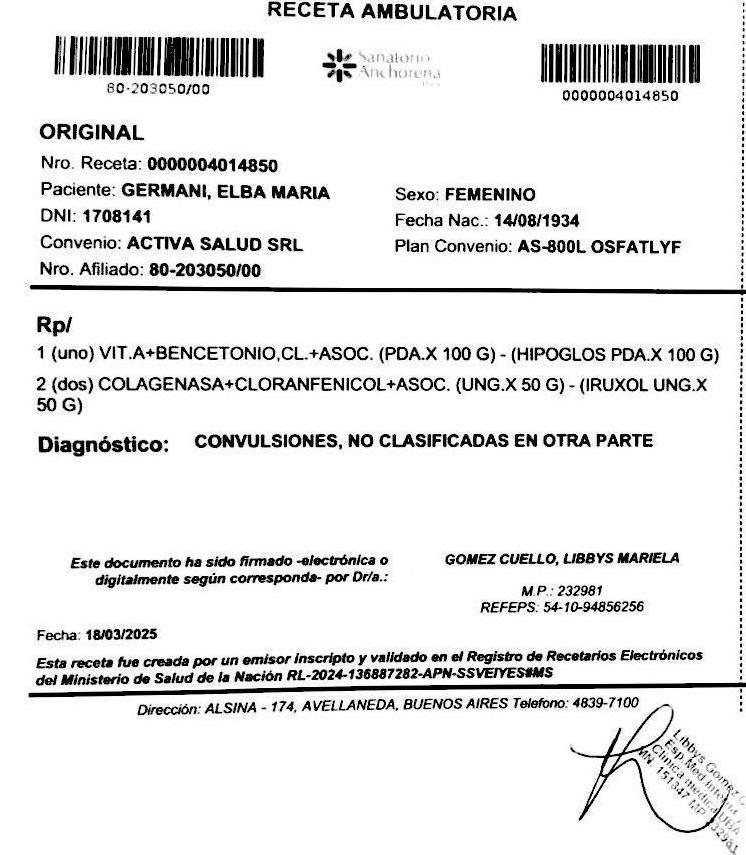 RECETA AMBULATORIA
80-203050/00
Sanatorio
Anchorena
0000004014850
ORIGINAL
Nro. Receta: 0000004014850
Paciente: GERMANI, ELBA MARIA
Sexo: FEMENINO
DNI: 1708141
Fecha Nac.: 14/08/1934
Convenio: ACTIVA SALUD SRL
Plan Convenio: AS-800L OSFATLYF
Nro. Afiliado: 80-203050/00
Rp/
1 (uno) VIT.A+BENCETONIO,CL.+ASOC. (PDA.X 100 G) - (HIPOGLOS PDA.X 100 G)
2 (dos) COLAGENASA+CLORANFENICOL+ASOC. (UNG.X 50 G) - (IRUXOL UNG.X
50 G)
Diagnóstico: CONVULSIONES, NO CLASIFICADAS EN OTRA PARTE
Este documento ha sido firmado -electrónica o
digitalmente según corresponda- por Dr/a.:
GOMEZ CUELLO, LIBBYS MARIELA
M.P.: 232981
REFEPS: 54-10-94856256
Fecha: 18/03/2025
Esta receta fue creada por un emisor inscripto y validado en el Registro de Recetarios Electrónicos
del Ministerio de Salud de la Nación RL-2024-136887282-APN-SSVEIYES#MS
Dirección: ALSINA - 174, AVELLANEDA, BUENOS AIRES Telefono: 4839-7100
Libbys Gomez C
Esp. Med Interna
Clinica medica UBA
MN 151347 MP 232981